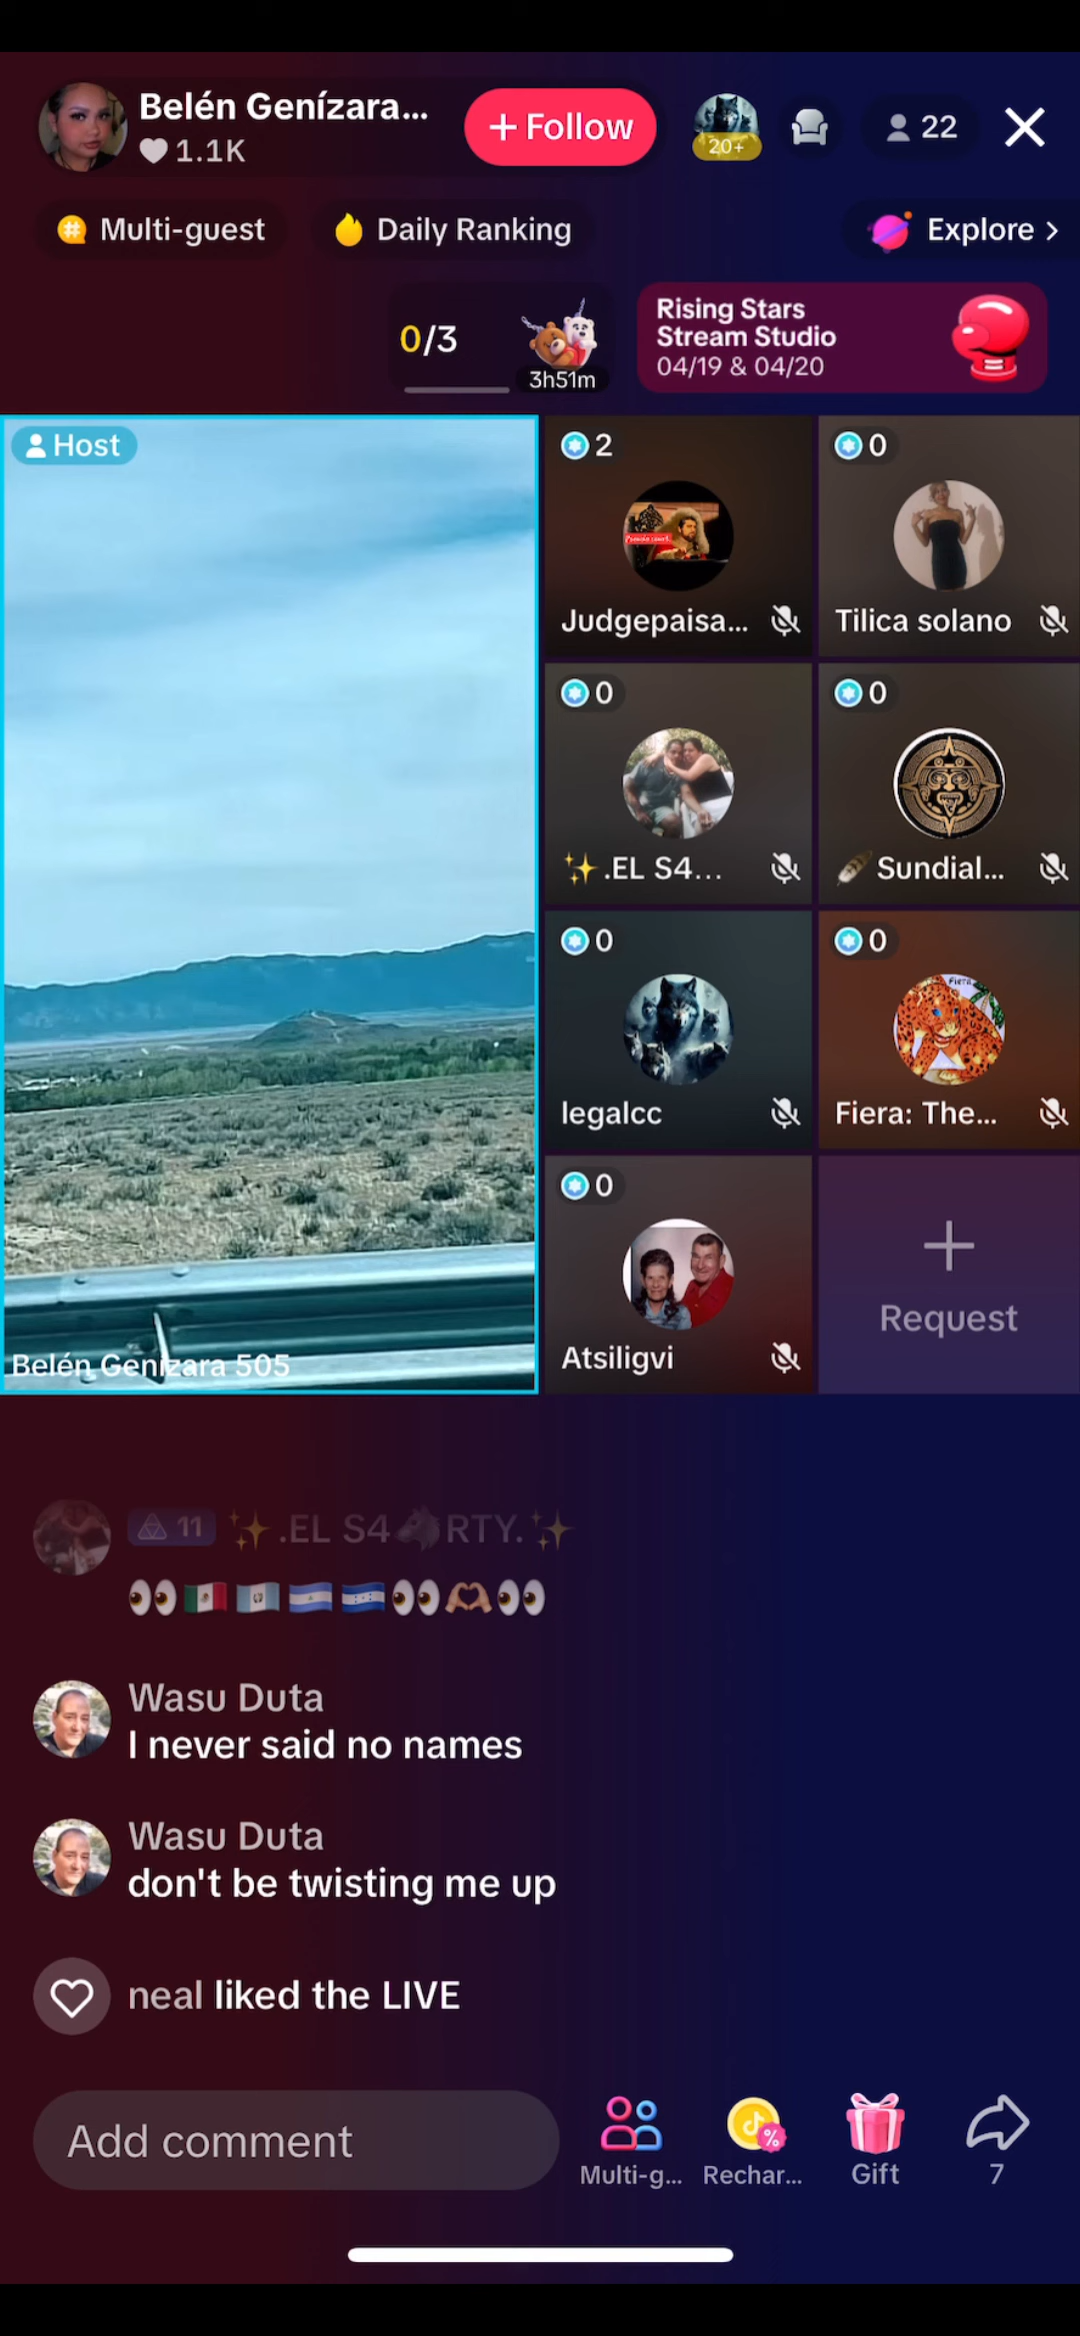 Belén Genízara...
1.1K
+ Follow
20+
22
Multi-guest
Daily Ranking
Explore >
0/3
3h51m
Rising Stars
Stream Studio
04/19 & 04/20
Host
Belén Genízara 505
2
Judgepaisa...
0
Tilica solano
0
✨.EL S4...
0
🪶Sundial...
0
legalcc
0
Fiera
Fiera: The...
0
Atsiligvi
Request
11 ✨.EL S4🐺RTY.✨
👀🇲🇽🇬🇹🇳🇮🇭🇳👀🫶🏼👀
Wasu Duta
I never said no names
Wasu Duta
don't be twisting me up
neal liked the LIVE
Add comment
Multi-g...
Rechar...
Gift
7